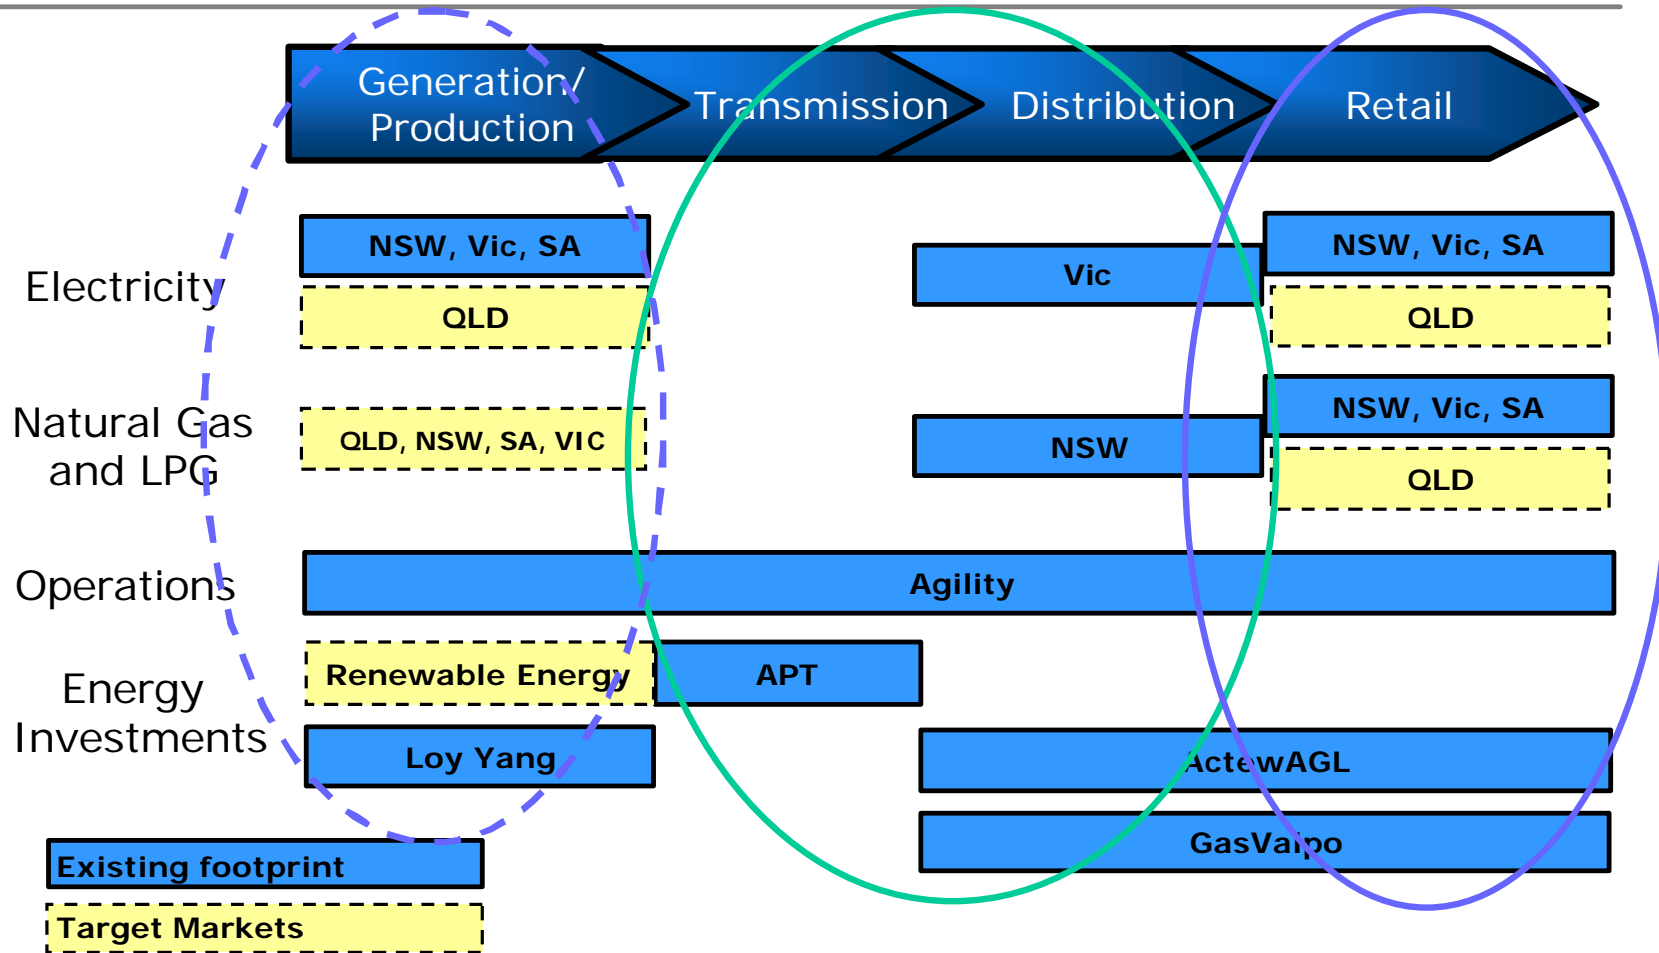 Generation/
Production
Transmission
Distribution
Retail
Electricity
NSW, Vic, SA
QLD
Vic
NSW, Vic, SA
QLD
Natural Gas
and LPG
QLD, NSW, SA, VIC
NSW
NSW, Vic, SA
QLD
Operations
Agility
Energy
Investments
Renewable Energy
APT
Loy Yang
ActewAGL
GasValpo
Existing footprint
Target Markets